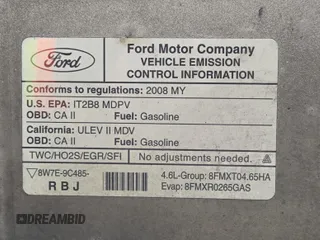 Ford
Ford Motor Company
VEHICLE EMISSION
CONTROL INFORMATION
Conforms to regulations: 2008 MY
U.S. EPA: IT2B8 MDPV
OBD: CA II Fuel: Gasoline
California: ULEV II MDV
OBD: CA II Fuel: Gasoline
TWC/HO2S/EGR/SFI No adjustments needed.
8W7E-9C485-
R B J
4.6L-Group: 8FMXT04.65HA
Evap: 8FMXR0265GAS
DREAMBID